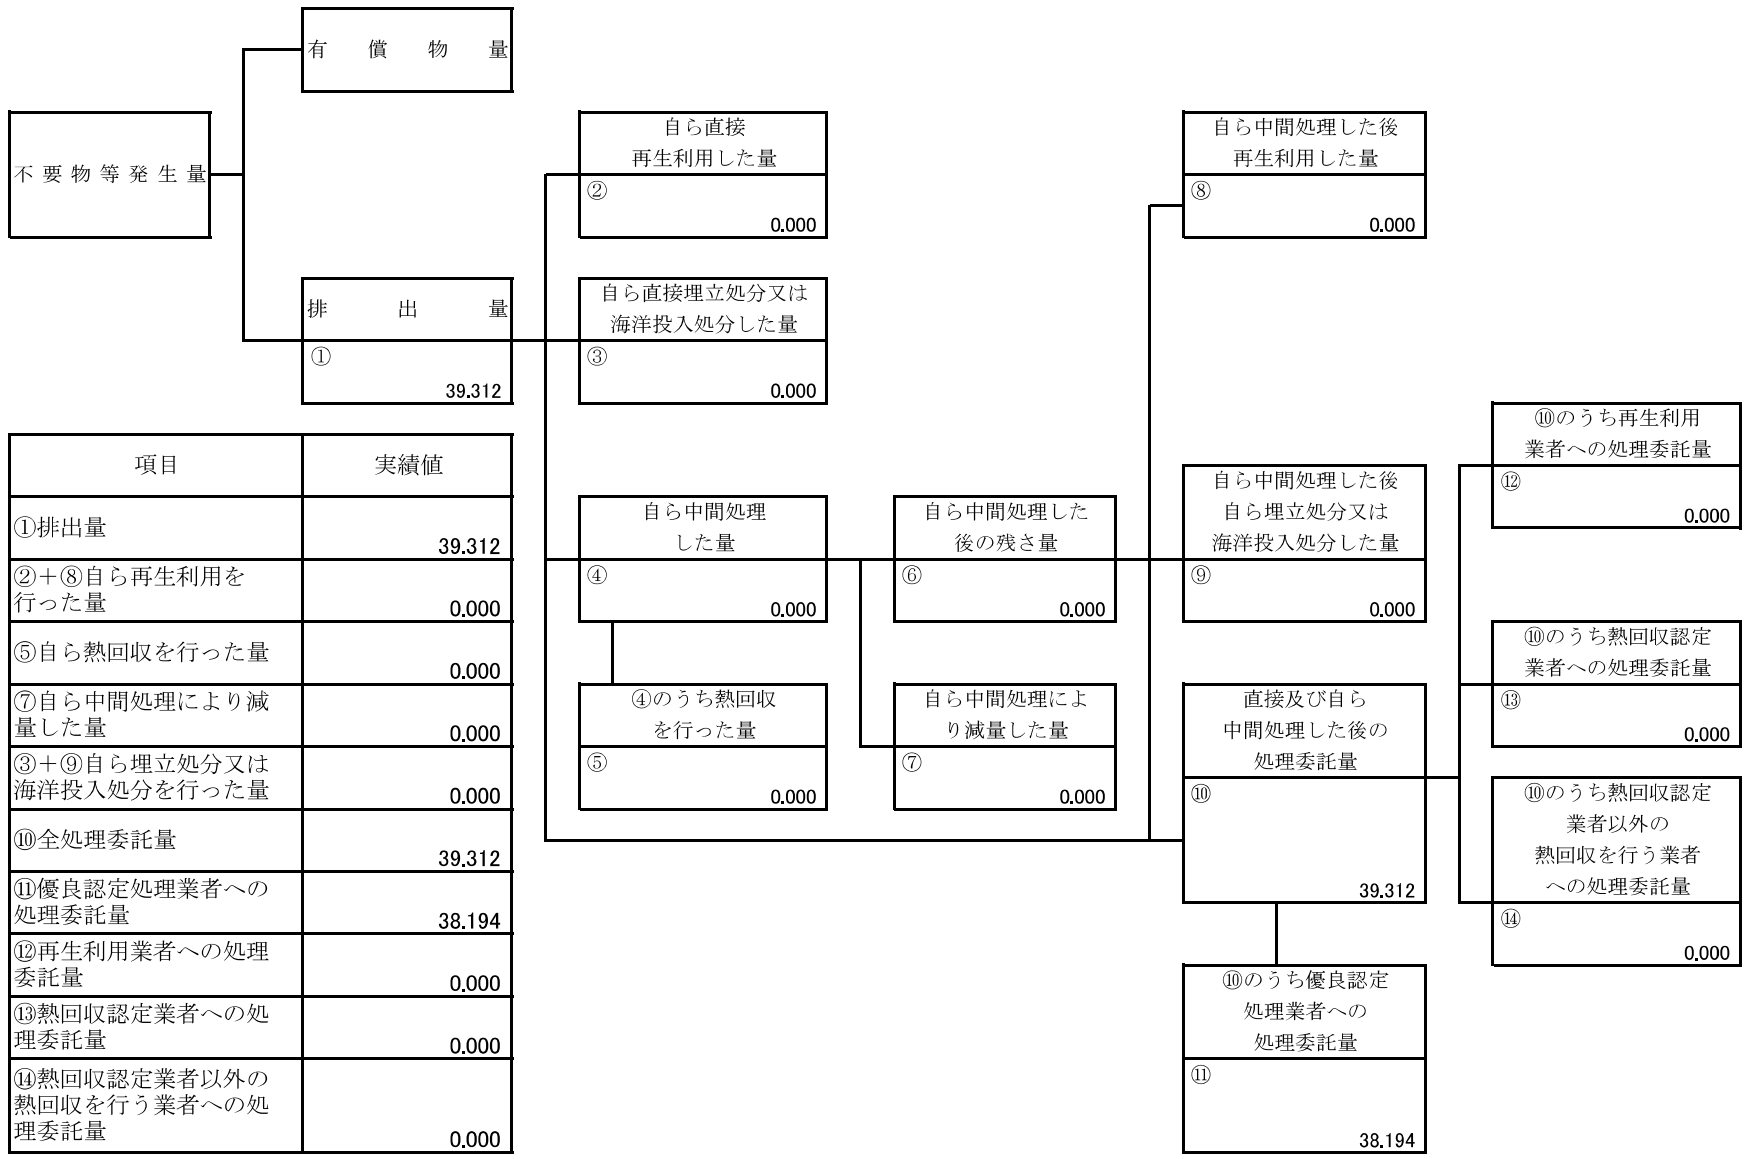 有償物量
不要物等発生量
排出量
①
39.312
自ら直接
再生利用した量
②
0.000
自ら直接埋立処分又は
海洋投入処分した量
③
0.000
自ら中間処理
した量
④
0.000
④のうち熱回収
を行った量
⑤
0.000
自ら中間処理した
後の残さ量
⑥
0.000
自ら中間処理によ
り減量した量
⑦
0.000
自ら中間処理した後
再生利用した量
⑧
0.000
自ら中間処理した後
自ら埋立処分又は
海洋投入処分した量
⑨
0.000
直接及び自ら
中間処理した後の
処理委託量
⑩
39.312
⑩のうち優良認定
処理業者への
処理委託量
⑪
38.194
⑩のうち再生利用
業者への処理委託量
⑫
0.000
⑩のうち熱回収認定
業者への処理委託量
⑬
0.000
⑩のうち熱回収認定
業者以外の
熱回収を行う業者
への処理委託量
⑭
0.000
項目 実績値
①排出量
39.312
②+⑧自ら再生利用を
行った量
0.000
⑤自ら熱回収を行った量
0.000
⑦自ら中間処理により減
量した量
0.000
③+⑨自ら埋立処分又は
海洋投入処分を行った量
0.000
⑩全処理委託量
39.312
⑪優良認定処理業者への
処理委託量
38.194
⑫再生利用業者への処理
委託量
0.000
⑬熱回収認定業者への処
理委託量
0.000
⑭熱回収認定業者以外の
熱回収を行う業者への処
理委託量
0.000